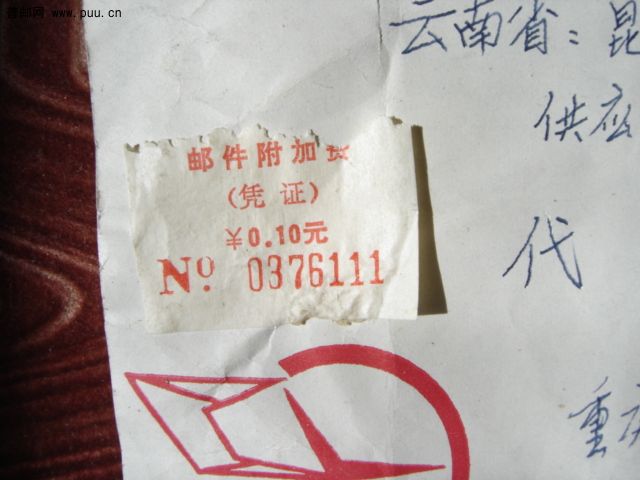 普邮网 www.puu.cn
云南省：昆
供应
代
重庆
邮件附加费
(凭证)
￥0.10元
No 0376111